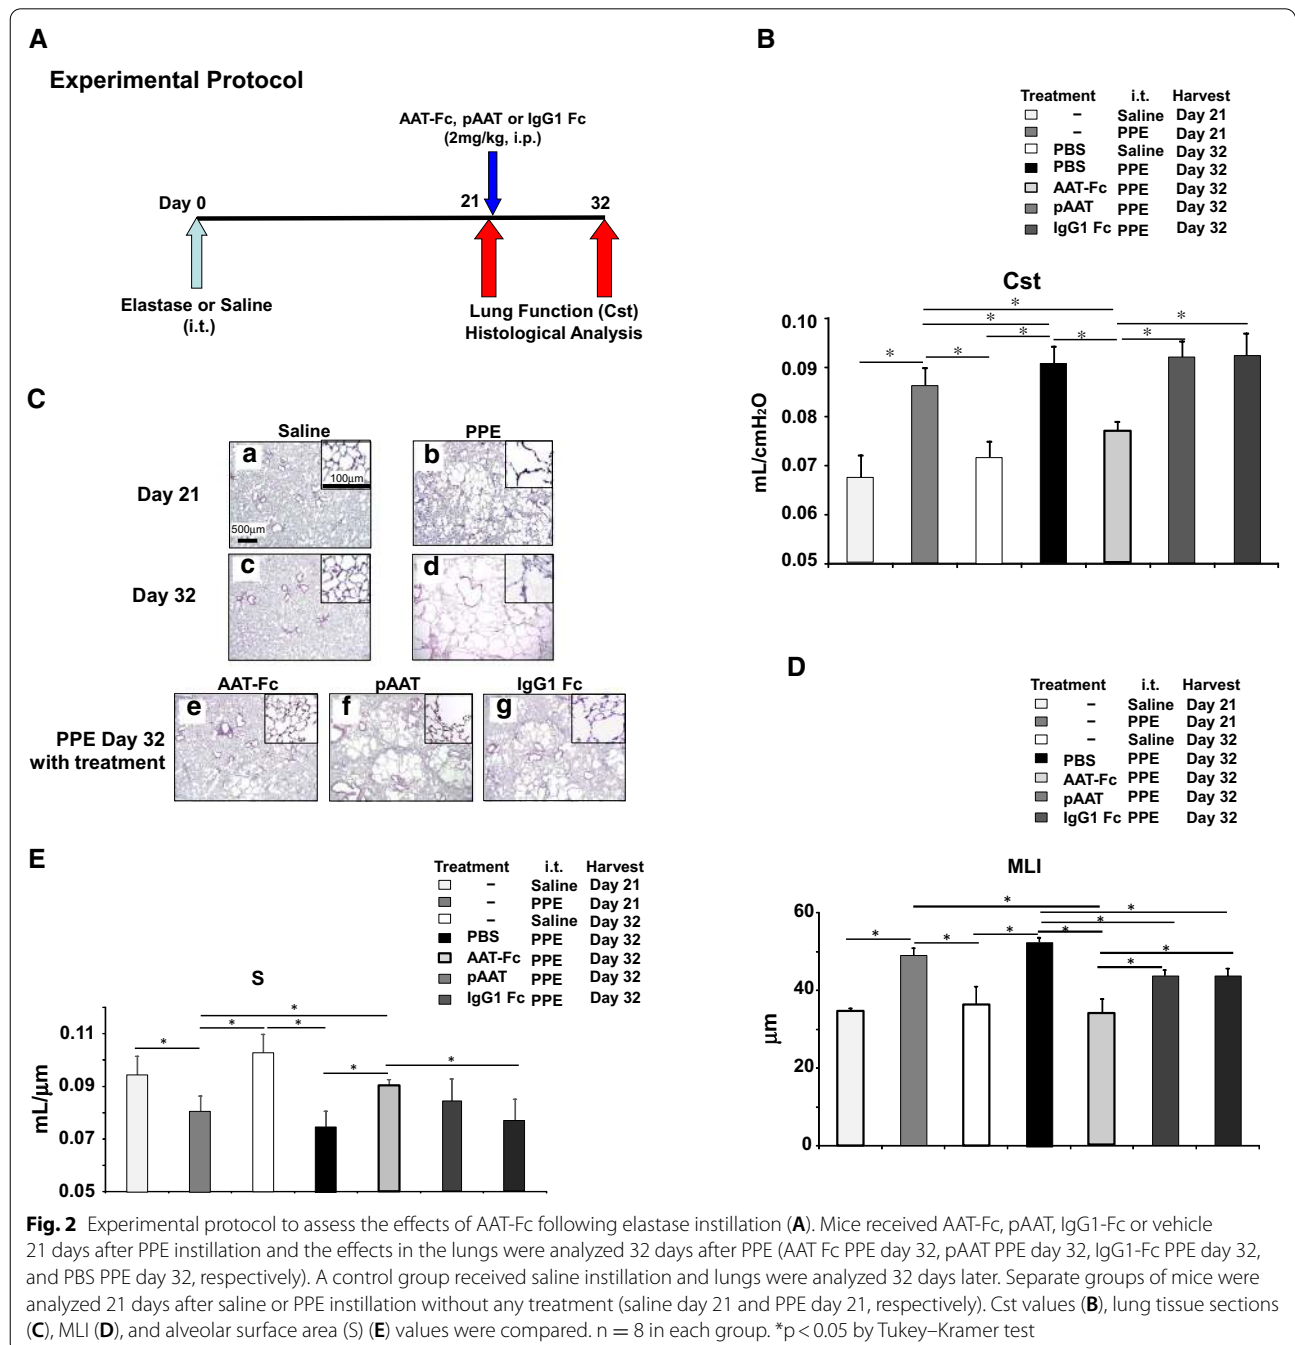 A
Experimental Protocol
AAT-Fc, pAAT or IgG1 Fc
(2mg/kg, i.p.)
Day 0
21
32
Elastase or Saline
(i.t.)
Lung Function (Cst)
Histological Analysis
B
Treatment i.t. Harvest
– Saline Day 21
– PPE Day 21
PBS Saline Day 32
PBS PPE Day 32
AAT-Fc PPE Day 32
pAAT PPE Day 32
IgG1 Fc PPE Day 32
Cst
mL/cmH₂O
0.10
0.09
0.08
0.07
0.06
0.05
* * * * * * * *
C
Saline PPE
Day 21
a
100µm
500µm
b
Day 32
c
d
AAT-Fc pAAT IgG1 Fc
PPE Day 32
with treatment
e
f
g
D
Treatment i.t. Harvest
– Saline Day 21
– PPE Day 21
– Saline Day 32
PBS PPE Day 32
AAT-Fc PPE Day 32
pAAT PPE Day 32
IgG1 Fc PPE Day 32
MLI
µm
60
40
20
0
* * * * * * * * *
E
Treatment i.t. Harvest
– Saline Day 21
– PPE Day 21
– Saline Day 32
PBS PPE Day 32
AAT-Fc PPE Day 32
pAAT PPE Day 32
IgG1 Fc PPE Day 32
S
mL/µm
0.11
0.09
0.07
0.05
* * * * * *
Fig. 2 Experimental protocol to assess the effects of AAT-Fc following elastase instillation (A). Mice received AAT-Fc, pAAT, IgG1-Fc or vehicle
21 days after PPE instillation and the effects in the lungs were analyzed 32 days after PPE (AAT Fc PPE day 32, pAAT PPE day 32, IgG1-Fc PPE day 32,
and PBS PPE day 32, respectively). A control group received saline instillation and lungs were analyzed 32 days later. Separate groups of mice were
analyzed 21 days after saline or PPE instillation without any treatment (saline day 21 and PPE day 21, respectively). Cst values (B), lung tissue sections
(C), MLI (D), and alveolar surface area (S) (E) values were compared. n = 8 in each group. *p < 0.05 by Tukey–Kramer test